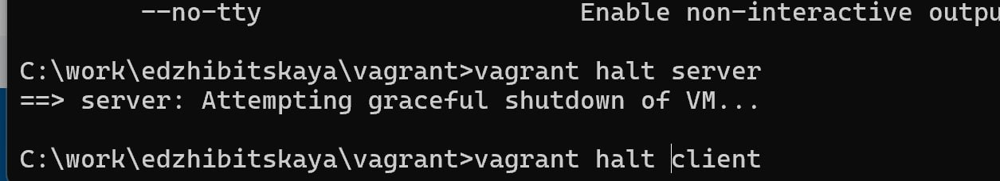 --no-tty Enable non-interactive outpu
C:\work\edzhibitskaya\vagrant>vagrant halt server
==> server: Attempting graceful shutdown of VM...
C:\work\edzhibitskaya\vagrant>vagrant halt client